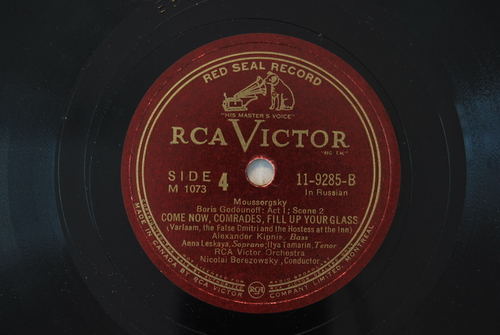 RED SEAL RECORD
"HIS MASTER'S VOICE"
RCA VICTOR
SIDE 4
M 1073
11-9285-B
In Russian
Moussorgsky
Boris Godounoff: Act I; Scene 2
COME NOW, COMRADES, FILL UP YOUR GLASS
(Varlaam, the False Dmitri and the Hostess at the Inn)
Alexander Kipnis, Bass
Anna Leskaya, Soprano; Ilya Tamarin, Tenor
RCA Victor Orchestra
Nicolai Berezowsky, Conductor
RCA
MADE IN CANADA BY RCA VICTOR COMPANY LIMITED, MONTREAL